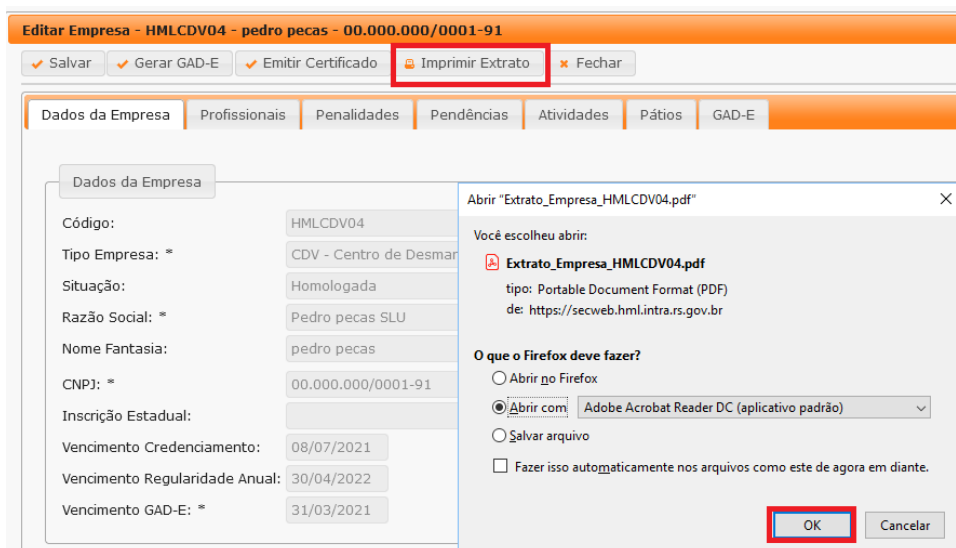 Editar Empresa - HMLCDV04 - pedro pecas - 00.000.000/0001-91
Salvar Gerar GAD-E Emitir Certificado Imprimir Extrato Fechar
Dados da Empresa Profissionais Penalidades Pendências Atividades Pátios GAD-E
Dados da Empresa
Código: HMLCDV04
Tipo Empresa: * CDV - Centro de Desmar
Situação: Homologada
Razão Social: * Pedro pecas SLU
Nome Fantasia: pedro pecas
CNPJ: * 00.000.000/0001-91
Inscrição Estadual:
Vencimento Credenciamento: 08/07/2021
Vencimento Regularidade Anual: 30/04/2022
Vencimento GAD-E: * 31/03/2021
Abrir "Extrato_Empresa_HMLCDV04.pdf"
Você escolheu abrir:
Extrato_Empresa_HMLCDV04.pdf
tipo: Portable Document Format (PDF)
de: https://secweb.hml.intra.rs.gov.br
O que o Firefox deve fazer?
Abrir no Firefox
Abrir com Adobe Acrobat Reader DC (aplicativo padrão)
Salvar arquivo
Fazer isso automaticamente nos arquivos como este de agora em diante.
OK Cancelar